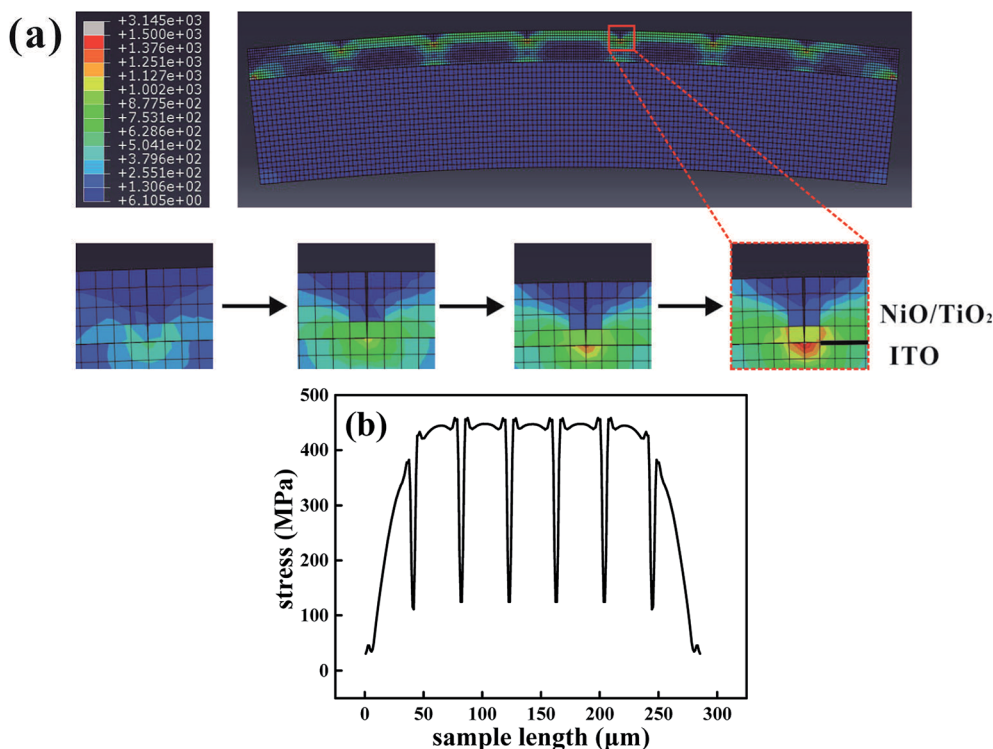 (a)
+3.145e+03
+1.500e+03
+1.376e+03
+1.251e+03
+1.127e+03
+1.002e+03
+8.775e+02
+7.531e+02
+6.286e+02
+5.041e+02
+3.796e+02
+2.551e+02
+1.306e+02
+6.105e+00
NiO/TiO₂
ITO
(b)
500
400
300
200
100
0
stress (MPa)
0 50 100 150 200 250 300
sample length (μm)